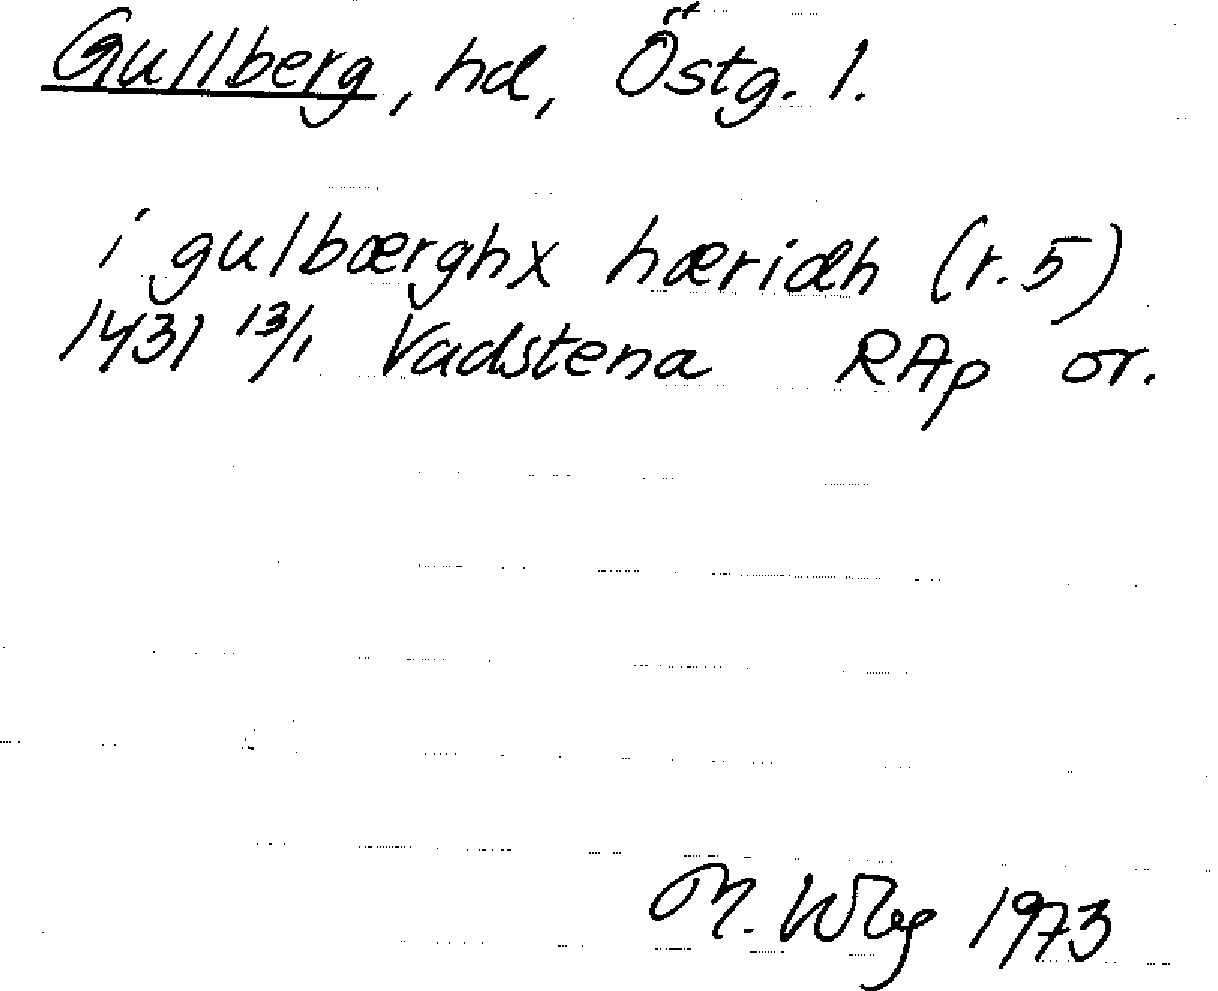 Gullberg, hd, Östg. l.
i gulbærghx hæridh (r.5)
1431 13/1 Vadstena RAp or.
M. Wbg 1973